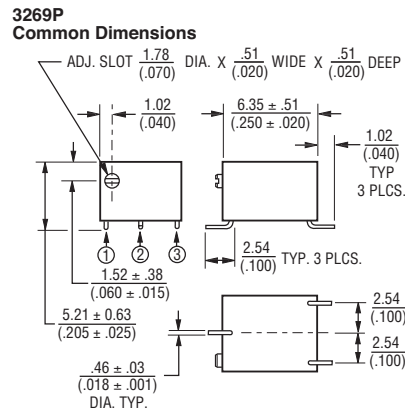 3269P
Common Dimensions
ADJ. SLOT 1.78/(.070) DIA. X .51/(.020) WIDE X .51/(.020) DEEP
1.02
(.040)
6.35 ± .51
(.250 ± .020)
1.02
(.040)
TYP
3 PLCS.
1 2 3
2.54
(.100) TYP. 3 PLCS.
1.52 ± .38
(.060 ± .015)
5.21 ± 0.63
(.205 ± .025)
2.54
(.100)
2.54
(.100)
.46 ± .03
(.018 ± .001)
DIA. TYP.